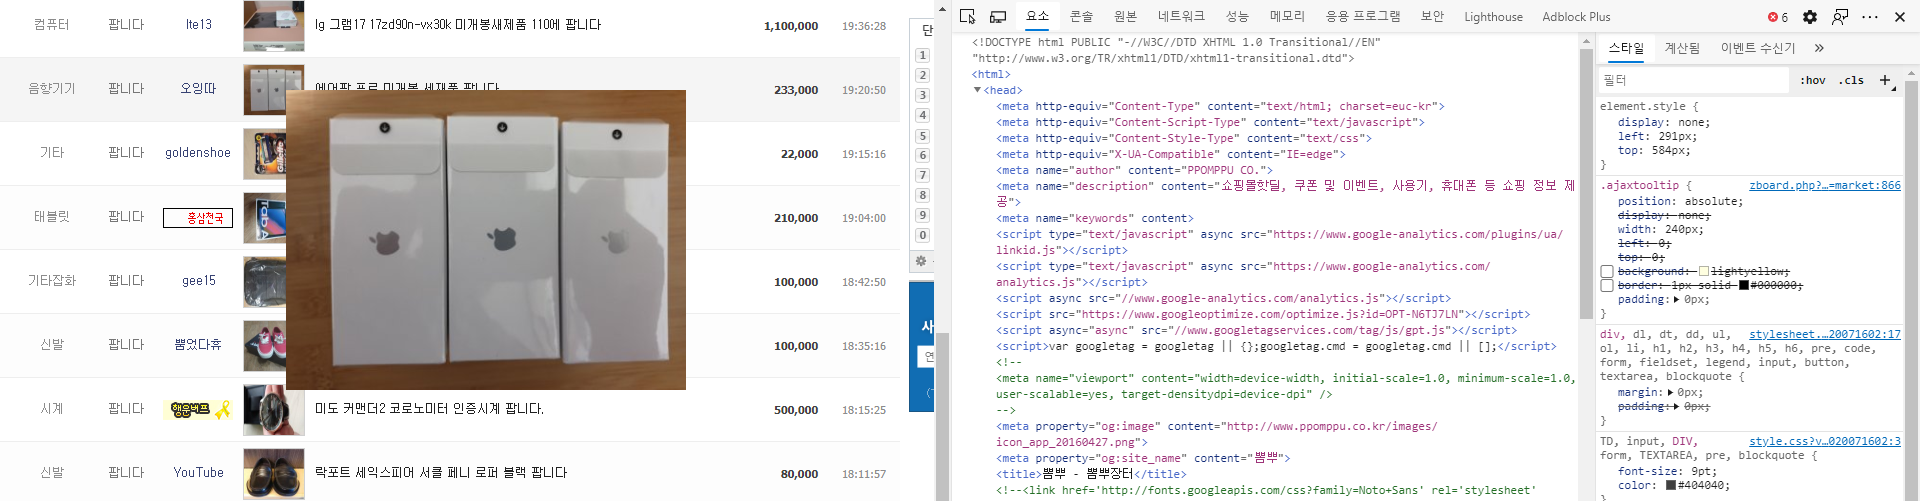 컴퓨터 팝니다 lte13 lg 그램17 17zd90n-vx30k 미개봉새제품 110에 팝니다 1,100,000 19:36:28
음향기기 팝니다 오잉따 에어팟 프로 미개봉 새제품 팝니다 233,000 19:20:50
기타 팝니다 goldenshoe 22,000 19:15:16
태블릿 팝니다 홍삼천국 210,000 19:04:00
기타잡화 팝니다 gee15 100,000 18:42:50
신발 팝니다 뿜었다휴 100,000 18:35:16
시계 팝니다 행운버프 미도 커맨더2 코로노미터 인증시계 팝니다. 500,000 18:15:25
신발 팝니다 YouTube 락포트 세익스피어 서클 페니 로퍼 블랙 팝니다 80,000 18:11:57
단
1
2
3
4
5
6
7
8
9
0
새
연
요소 콘솔 원본 네트워크 성능 메모리 응용 프로그램 보안 Lighthouse Adblock Plus 6
<!DOCTYPE html PUBLIC "-//W3C//DTD XHTML 1.0 Transitional//EN"
"http://www.w3.org/TR/xhtml1/DTD/xhtml1-transitional.dtd">
<html>
<head>
<meta http-equiv="Content-Type" content="text/html; charset=euc-kr">
<meta http-equiv="Content-Script-Type" content="text/javascript">
<meta http-equiv="Content-Style-Type" content="text/css">
<meta http-equiv="X-UA-Compatible" content="IE=edge">
<meta name="author" content="PPOMPPU CO.">
<meta name="description" content="쇼핑몰핫딜, 쿠폰 및 이벤트, 사용기, 휴대폰 등 쇼핑 정보 제
공">
<meta name="keywords" content>
<script type="text/javascript" async src="https://www.google-analytics.com/plugins/ua/
linkid.js"></script>
<script type="text/javascript" async src="https://www.google-analytics.com/
analytics.js"></script>
<script async src="//www.google-analytics.com/analytics.js"></script>
<script src="https://www.googleoptimize.com/optimize.js?id=OPT-N6TJ7LN"></script>
<script async="async" src="//www.googletagservices.com/tag/js/gpt.js"></script>
<script>var googletag = googletag || {};googletag.cmd = googletag.cmd || [];</script>
<!--
<meta name="viewport" content="width=device-width, initial-scale=1.0, minimum-scale=1.0,
user-scalable=yes, target-densitydpi=device-dpi" />
-->
<meta property="og:image" content="http://www.ppomppu.co.kr/images/
icon_app_20160427.png">
<meta property="og:site_name" content="뽐뿌">
<title>뽐뿌 - 뽐뿌장터</title>
<!--<link href='http://fonts.googleapis.com/css?family=Noto+Sans' rel='stylesheet'
스타일 계산됨 이벤트 수신기 »
필터 :hov .cls +
element.style {
display: none;
left: 291px;
top: 584px;
}
.ajaxtooltip { zboard.php?…=market:866
position: absolute;
display: none;
width: 240px;
left: 0;
top: 0;
background: lightyellow;
border: 1px solid #000000;
padding: 0px;
}
div, dl, dt, dd, ul, stylesheet.…20071602:17
ol, li, h1, h2, h3, h4, h5, h6, pre, code,
form, fieldset, legend, input, button,
textarea, blockquote {
margin: 0px;
padding: 0px;
}
TD, input, DIV, style.css?v…020071602:3
form, TEXTAREA, pre, blockquote {
font-size: 9pt;
color: #404040;